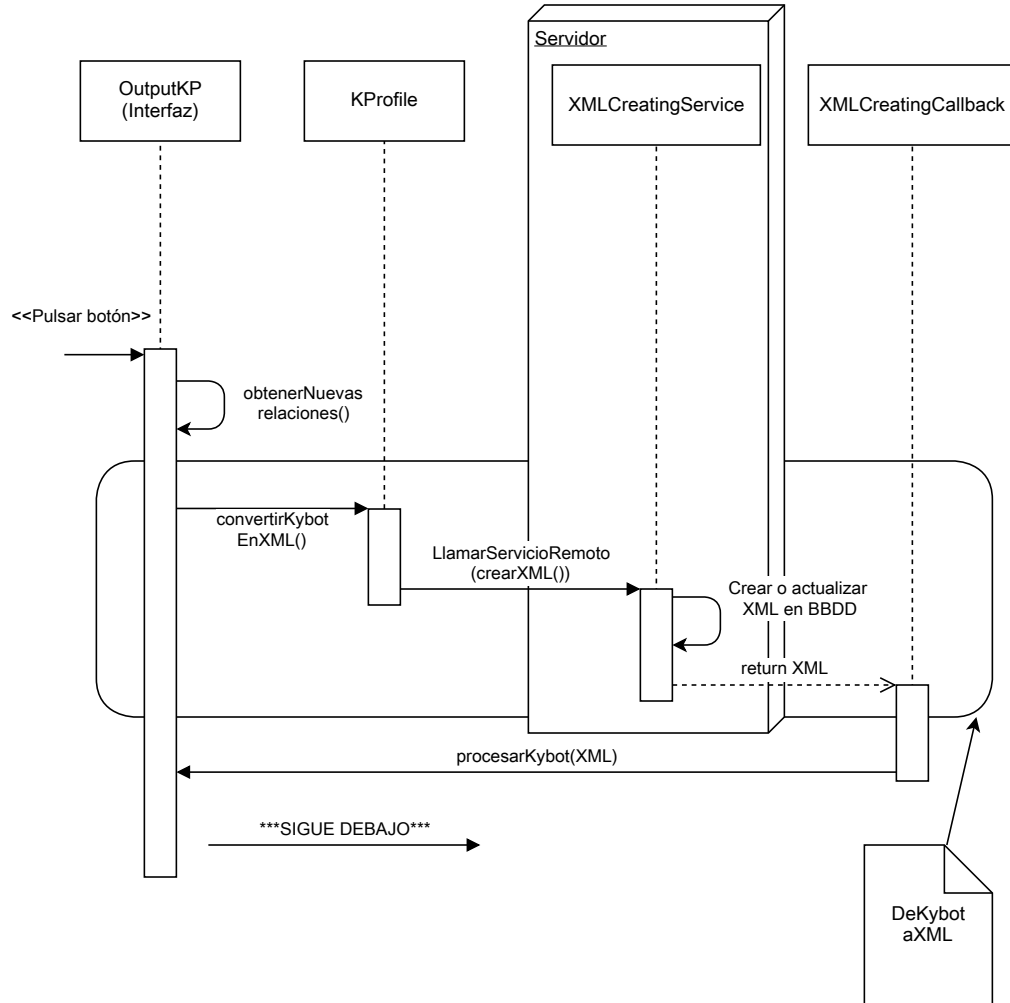 Servidor
OutputKP
(Interfaz)
KProfile
XMLCreatingService
XMLCreatingCallback
<<Pulsar botón>>
obtenerNuevas
relaciones()
convertirKybot
EnXML()
LlamarServicioRemoto
(crearXML())
Crear o actualizar
XML en BBDD
return XML
procesarKybot(XML)
***SIGUE DEBAJO***
DeKybot
aXML